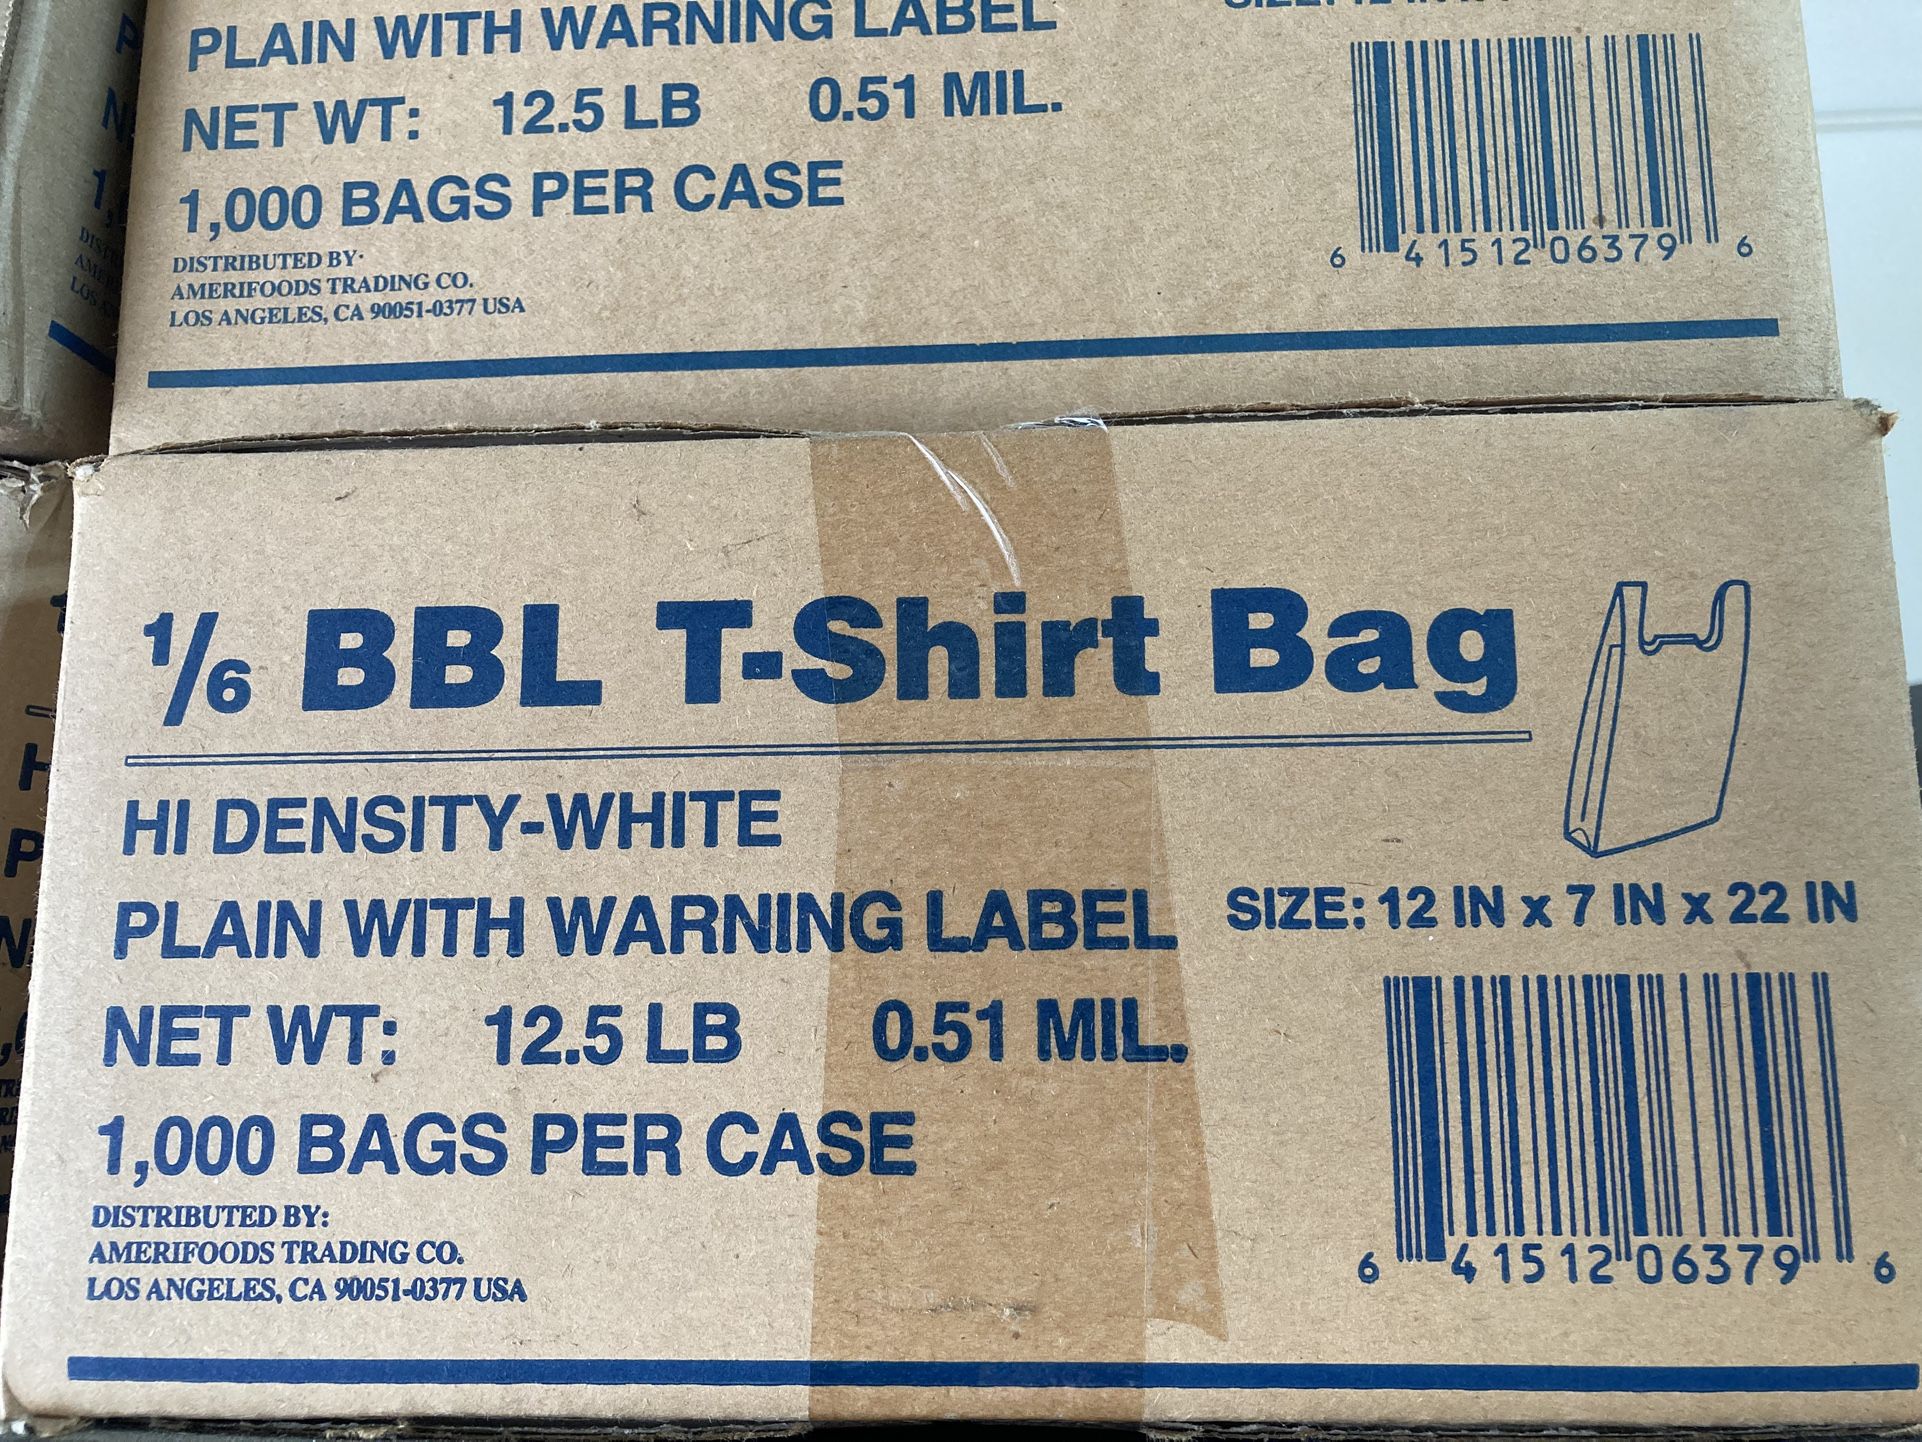 PLAIN WITH WARNING LABEL
NET WT: 12.5 LB 0.51 MIL.
1,000 BAGS PER CASE
DISTRIBUTED BY:
AMERIFOODS TRADING CO.
LOS ANGELES, CA 90051-0377 USA
6 41512 06379 6
1/6 BBL T-Shirt Bag
HI DENSITY-WHITE
PLAIN WITH WARNING LABEL
SIZE: 12 IN x 7 IN x 22 IN
NET WT: 12.5 LB 0.51 MIL.
1,000 BAGS PER CASE
DISTRIBUTED BY:
AMERIFOODS TRADING CO.
LOS ANGELES, CA 90051-0377 USA
6 41512 06379 6